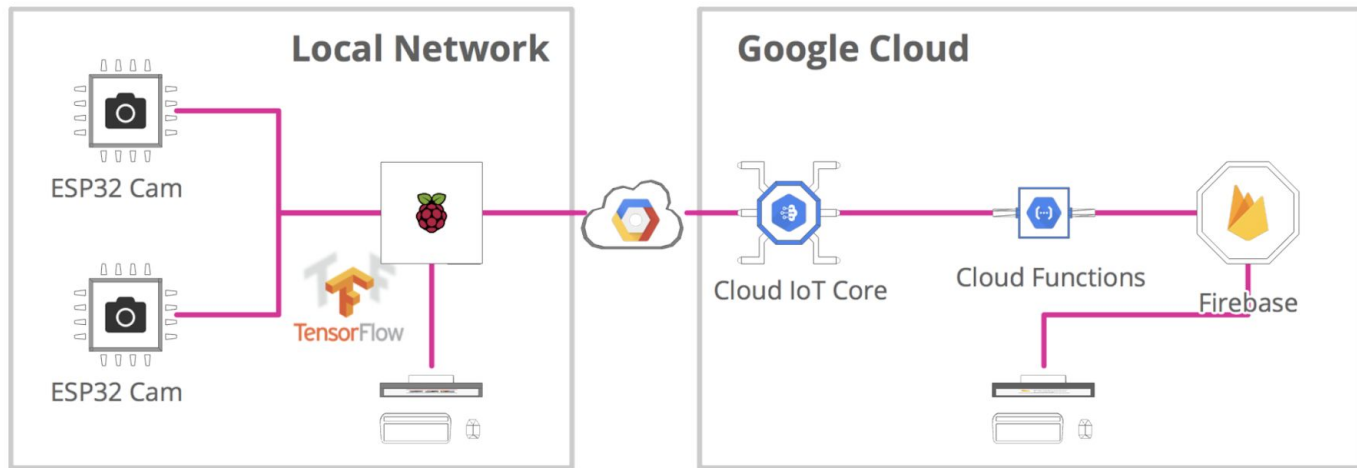 Local Network
Google Cloud
ESP32 Cam
TensorFlow
ESP32 Cam
Cloud IoT Core
Cloud Functions
Firebase